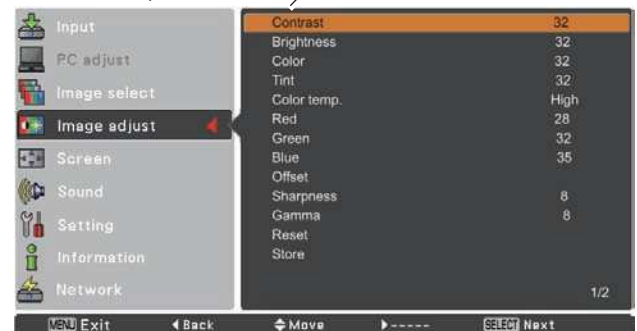 Input
PC adjust
Image select
Image adjust
Screen
Sound
Setting
Information
Network
Contrast 32
Brightness 32
Color 32
Tint 32
Color temp. High
Red 28
Green 32
Blue 35
Offset
Sharpness 8
Gamma 8
Reset
Store
1/2
MENU Exit ◀ Back Move ▶ ----- SELECT Next